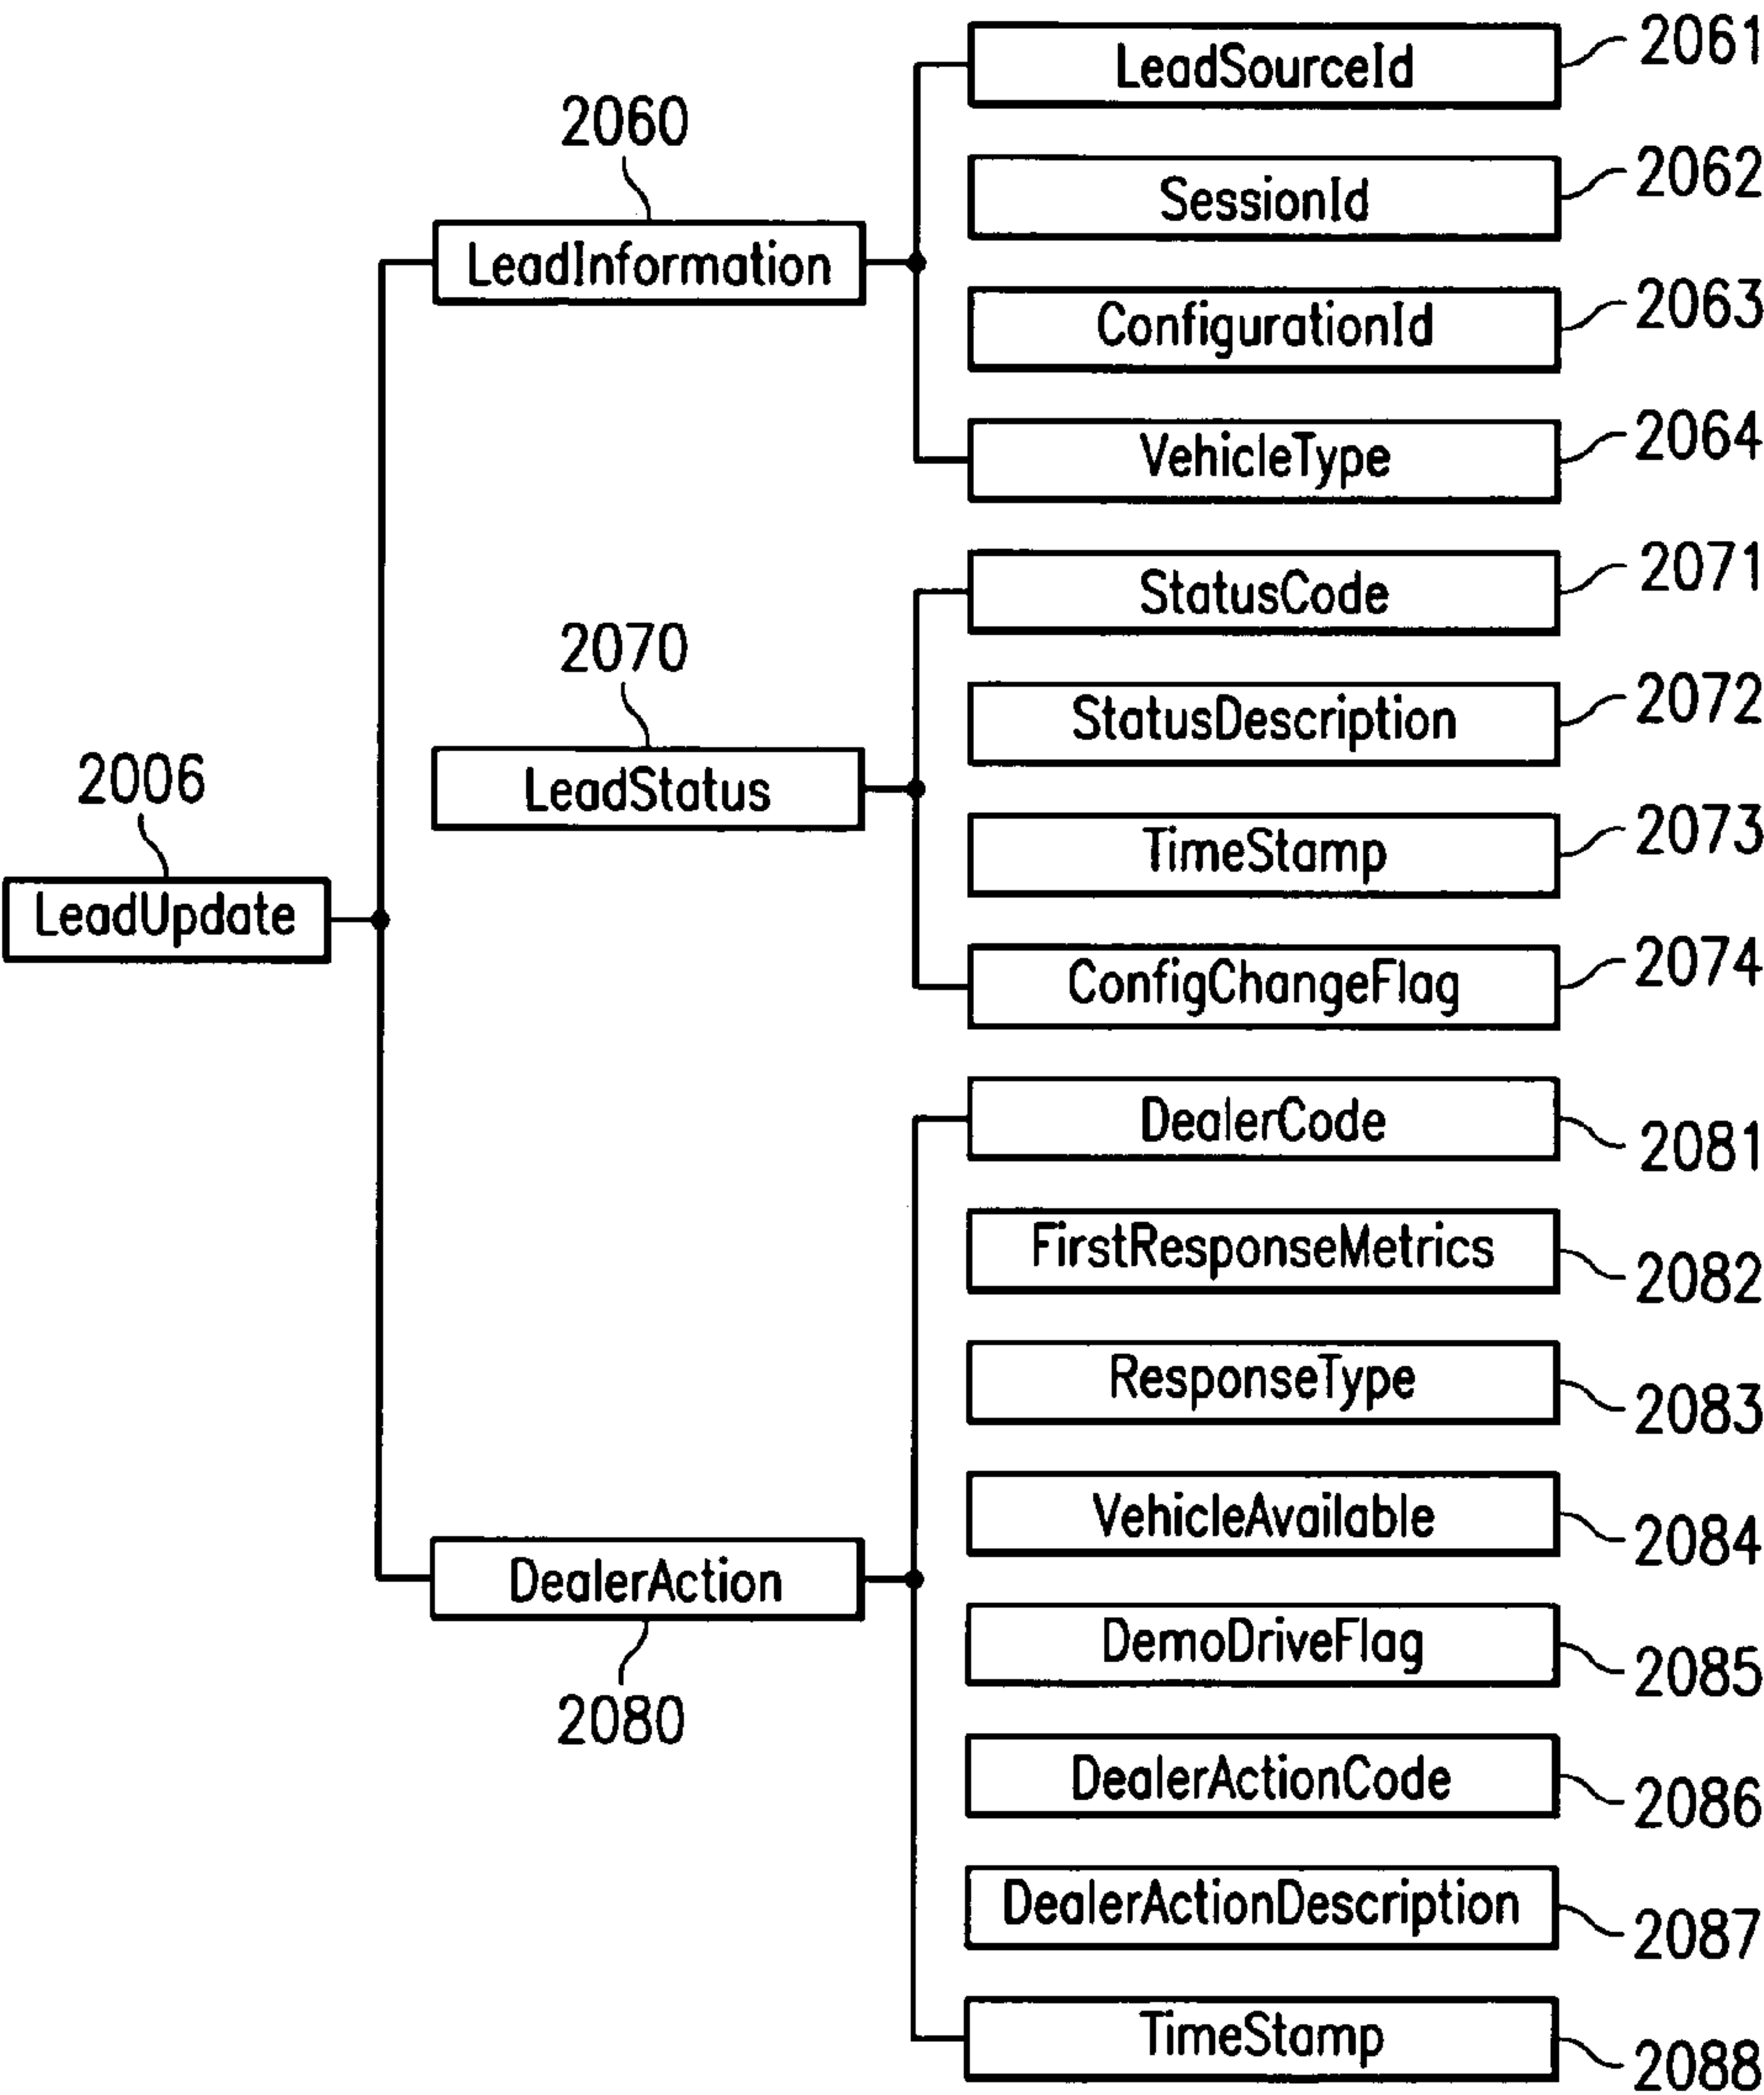 LeadSourceId 2061
2060
SessionId 2062
LeadInformation
ConfigurationId 2063
VehicleType 2064
StatusCode 2071
2070
StatusDescription 2072
LeadStatus
2006
TimeStamp 2073
LeadUpdate
ConfigChangeFlag 2074
DealerCode 2081
FirstResponseMetrics 2082
ResponseType 2083
VehicleAvailable 2084
DealerAction
DemoDriveFlag 2085
2080
DealerActionCode 2086
DealerActionDescription 2087
TimeStamp 2088